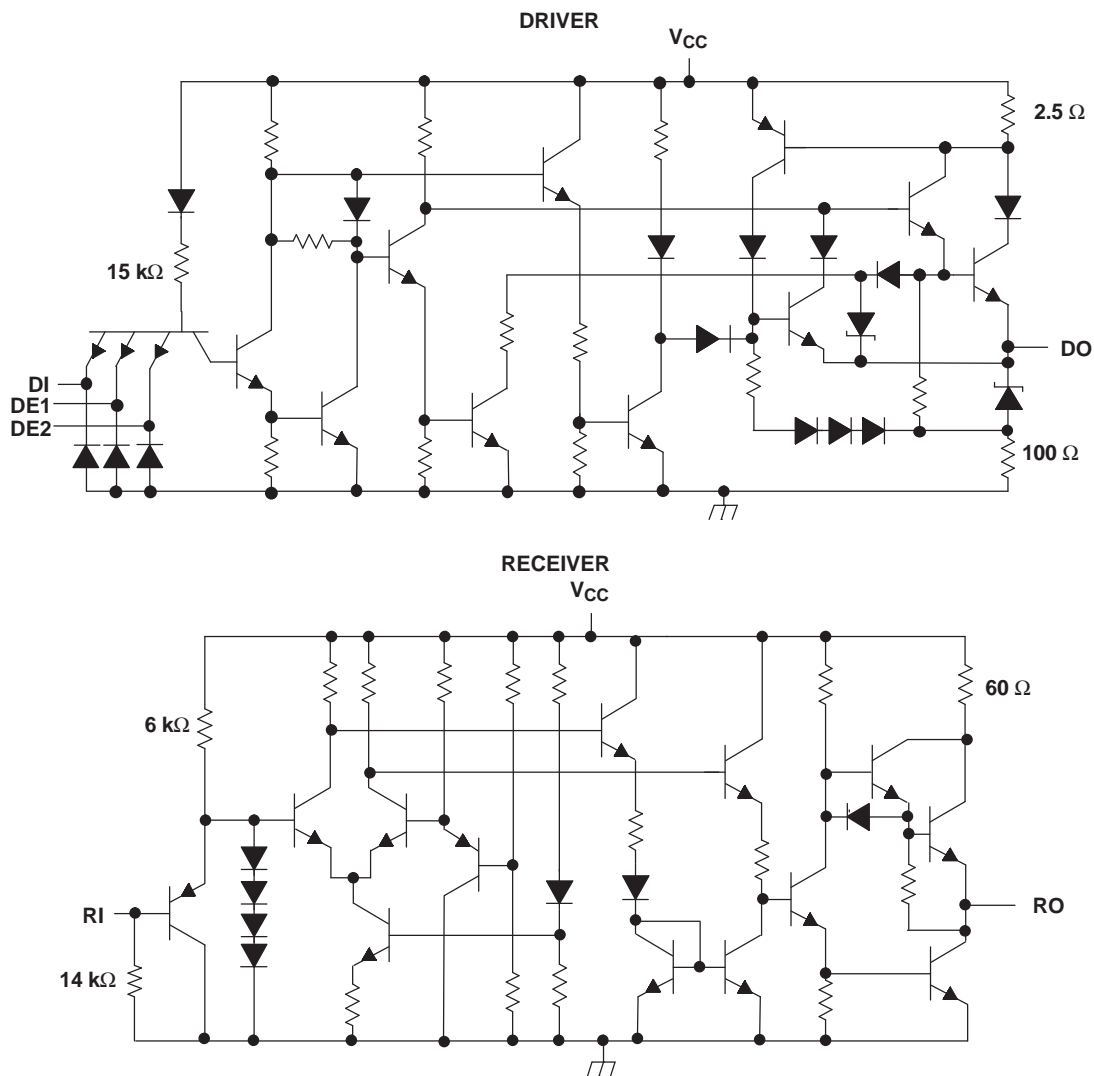 DRIVER
VCC
2.5 Ω
15 kΩ
DI
DE1
DE2
DO
100 Ω
RECEIVER
VCC
6 kΩ
60 Ω
RI
RO
14 kΩ